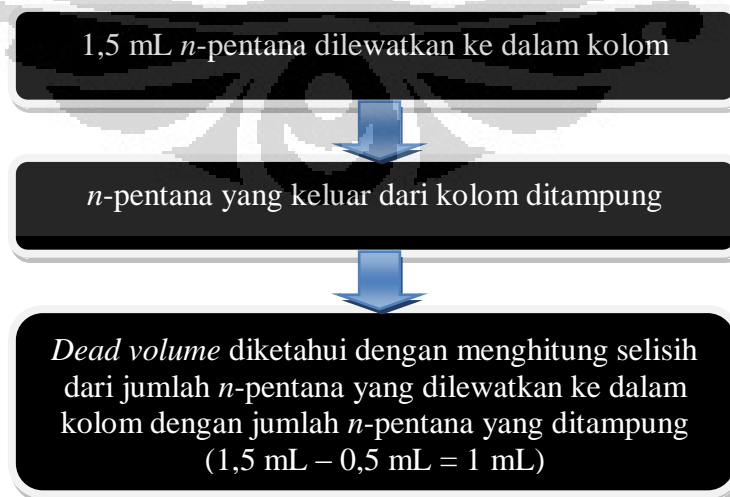 1,5 mL n-pentana dilewatkan ke dalam kolom
n-pentana yang keluar dari kolom ditampung
Dead volume diketahui dengan menghitung selisih
dari jumlah n-pentana yang dilewatkan ke dalam
kolom dengan jumlah n-pentana yang ditampung
(1,5 mL – 0,5 mL = 1 mL)